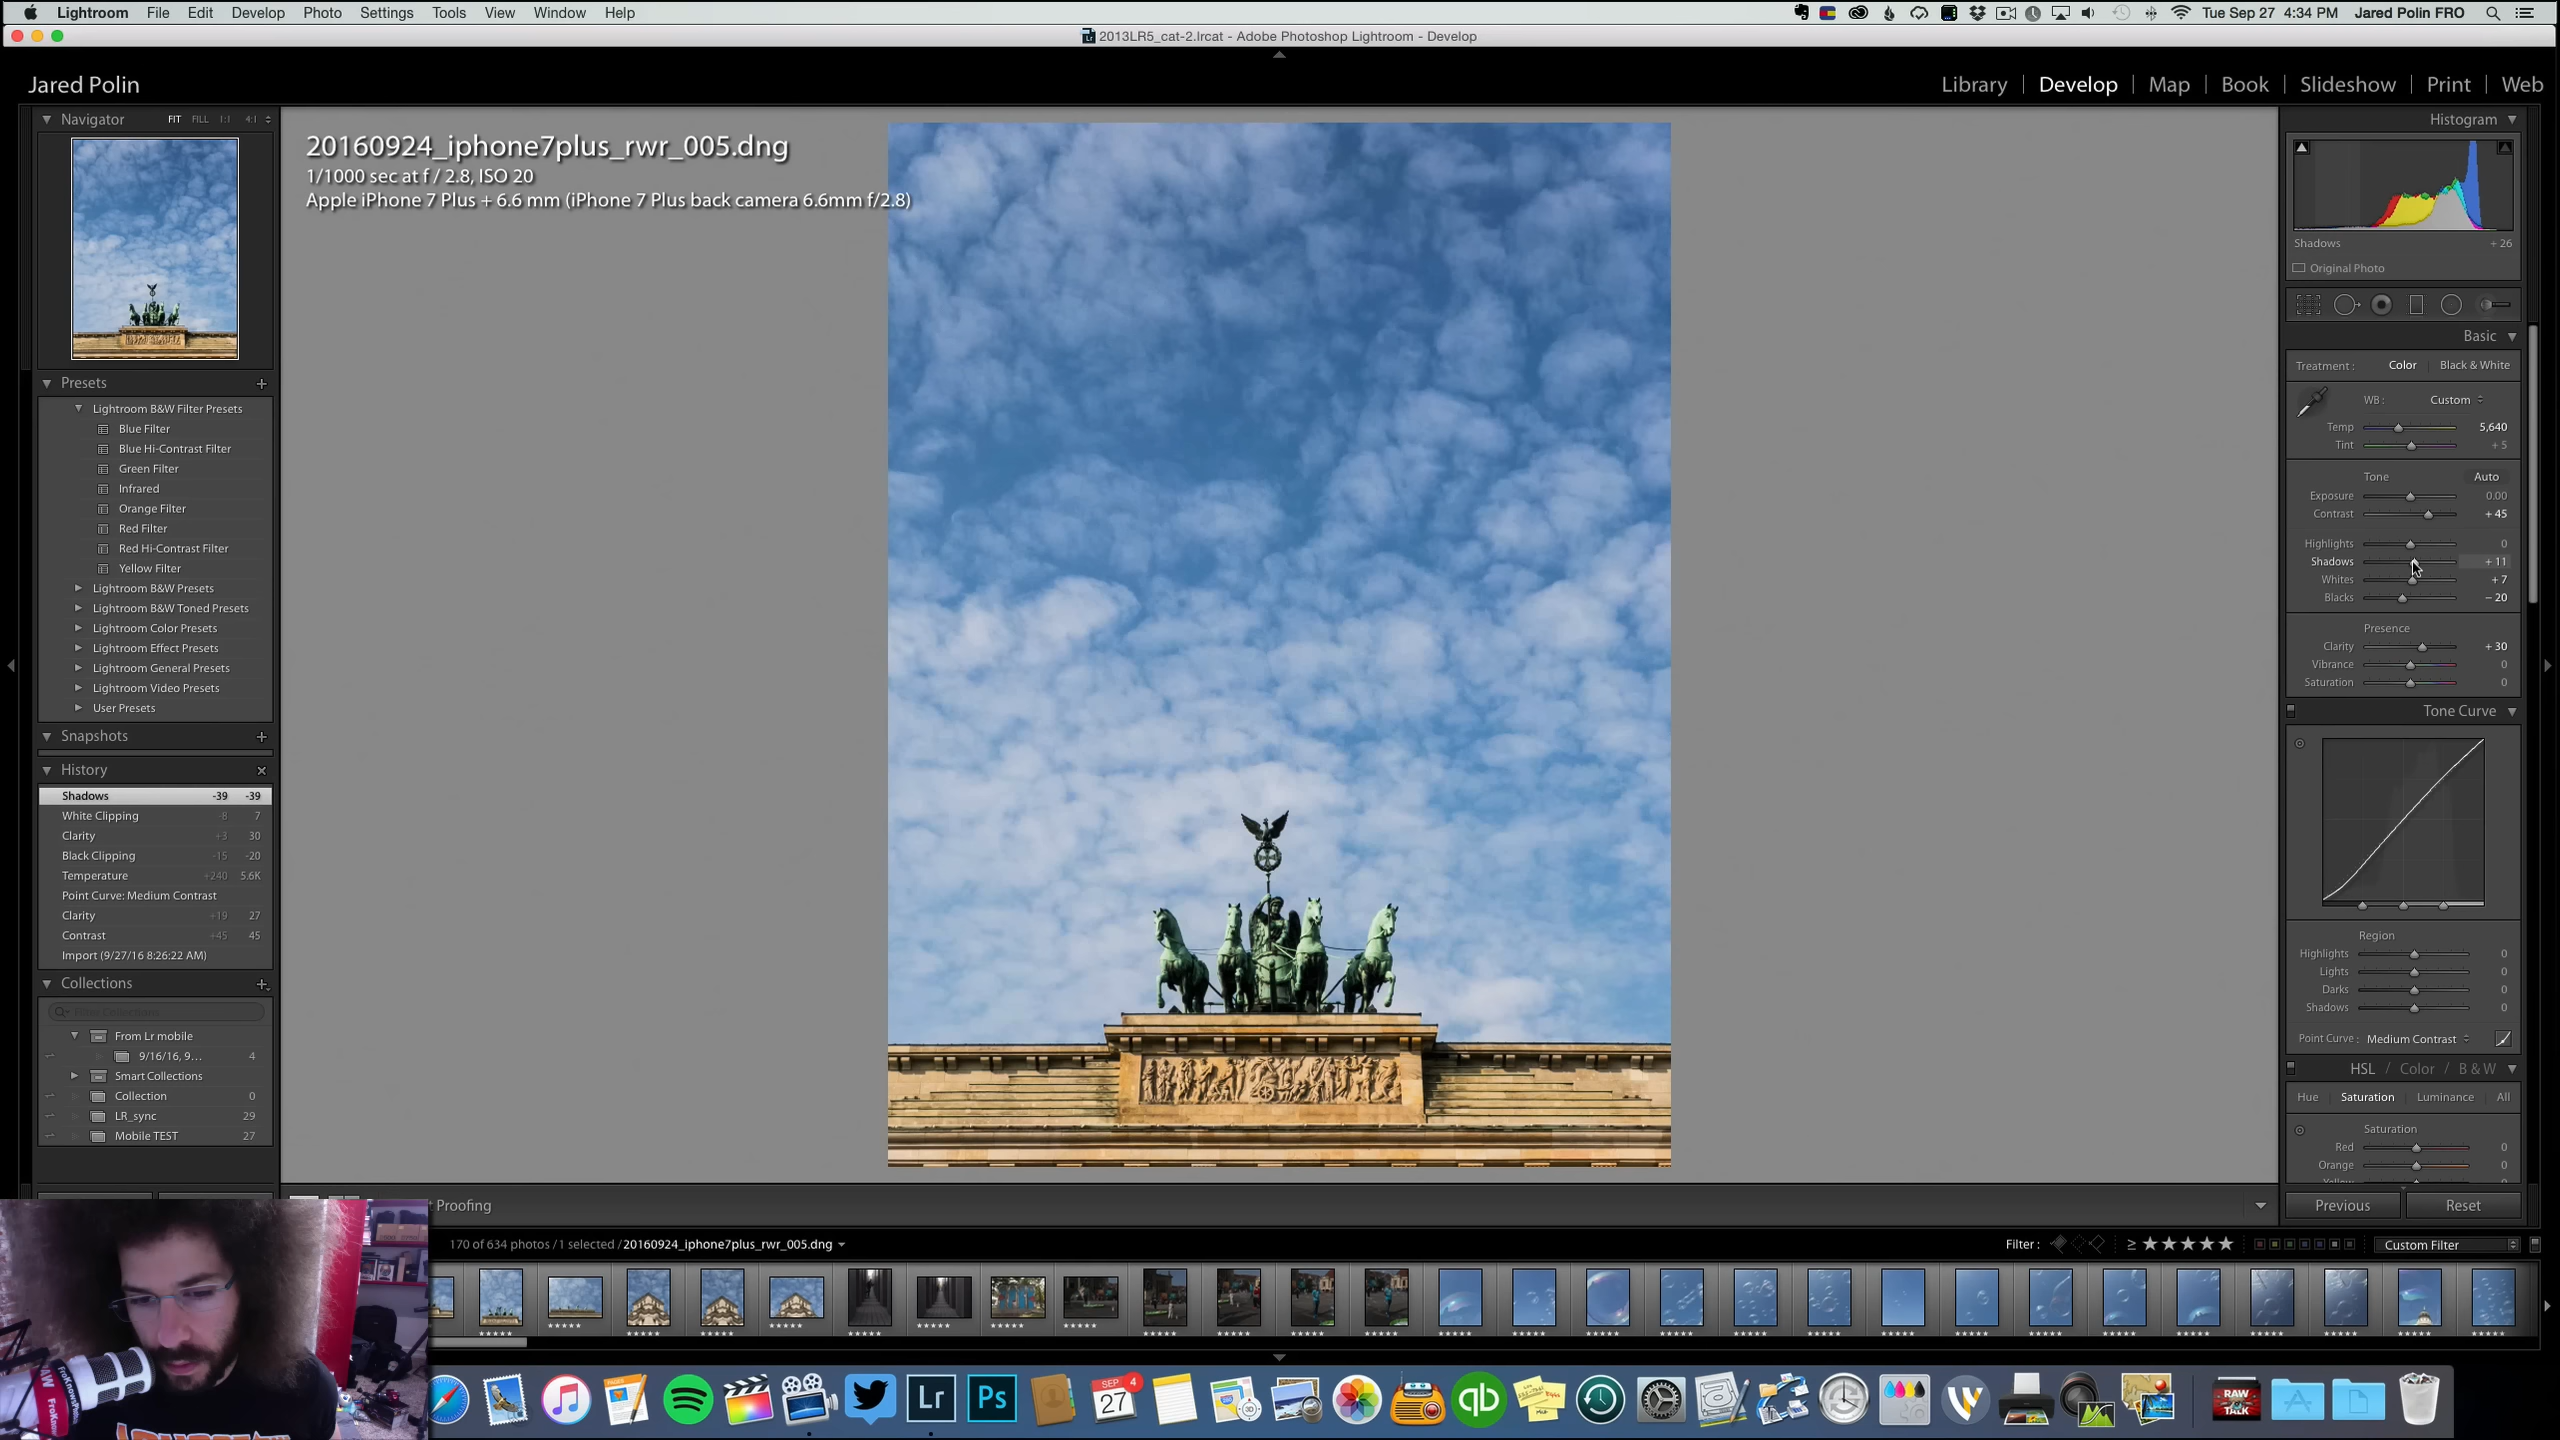 Lightroom File Edit Develop Photo Settings Tools View Window Help
Tue Sep 27 4:34 PM Jared Polin FRO
2013LR5_cat-2.lrcat - Adobe Photoshop Lightroom - Develop
Jared Polin
Library | Develop | Map | Book | Slideshow | Print | Web
Navigator FIT FILL 1:1 4:1
Presets
Lightroom B&W Filter Presets
Blue Filter
Blue Hi-Contrast Filter
Green Filter
Infrared
Orange Filter
Red Filter
Red Hi-Contrast Filter
Yellow Filter
Lightroom B&W Presets
Lightroom B&W Toned Presets
Lightroom Color Presets
Lightroom Effect Presets
Lightroom General Presets
Lightroom Video Presets
User Presets
Snapshots
History
Shadows -39 -39
White Clipping -8 7
Clarity +3 30
Black Clipping -15 -20
Temperature +240 5.6K
Point Curve: Medium Contrast
Clarity +19 27
Contrast +45 45
Import (9/27/16 8:26:22 AM)
Collections
Filter Collections
From Lr mobile
9/16/16, 9... 4
Smart Collections
Collection 0
LR_sync 29
Mobile TEST 27
20160924_iphone7plus_rwr_005.dng
1/1000 sec at f / 2.8, ISO 20
Apple iPhone 7 Plus + 6.6 mm (iPhone 7 Plus back camera 6.6mm f/2.8)
Histogram
Shadows + 26
Original Photo
Basic
Treatment : Color Black & White
WB : Custom
Temp 5,640
Tint + 5
Tone Auto
Exposure 0.00
Contrast + 45
Highlights 0
Shadows + 11
Whites + 7
Blacks - 20
Presence
Clarity + 30
Vibrance 0
Saturation 0
Tone Curve
Region
Highlights 0
Lights 0
Darks 0
Shadows 0
Point Curve : Medium Contrast
HSL / Color / B & W
Hue Saturation Luminance All
Saturation
Red 0
Orange 0
Previous Reset
Proofing
170 of 634 photos / 1 selected / 20160924_iphone7plus_rwr_005.dng
Filter : ≥ ★★★★★ Custom Filter
Lr Ps SEP 27 4 qb RAW TALK